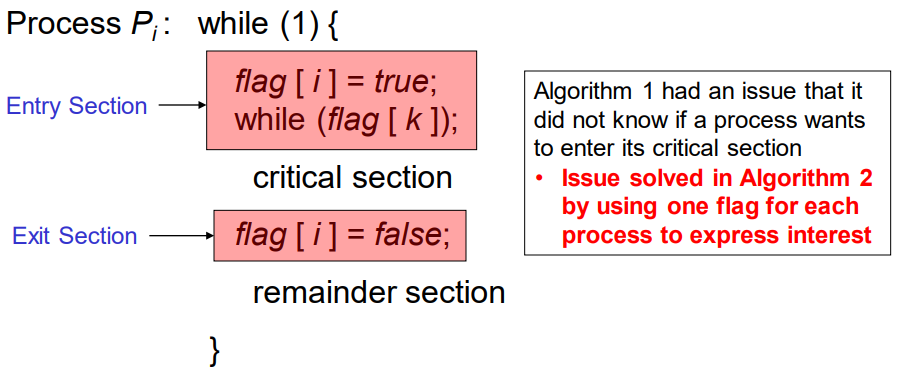 Process Pi: while (1) {
Entry Section
flag [ i ] = true;
while (flag [ k ]);
critical section
Exit Section
flag [ i ] = false;
remainder section
}
Algorithm 1 had an issue that it
did not know if a process wants
to enter its critical section
• Issue solved in Algorithm 2
by using one flag for each
process to express interest